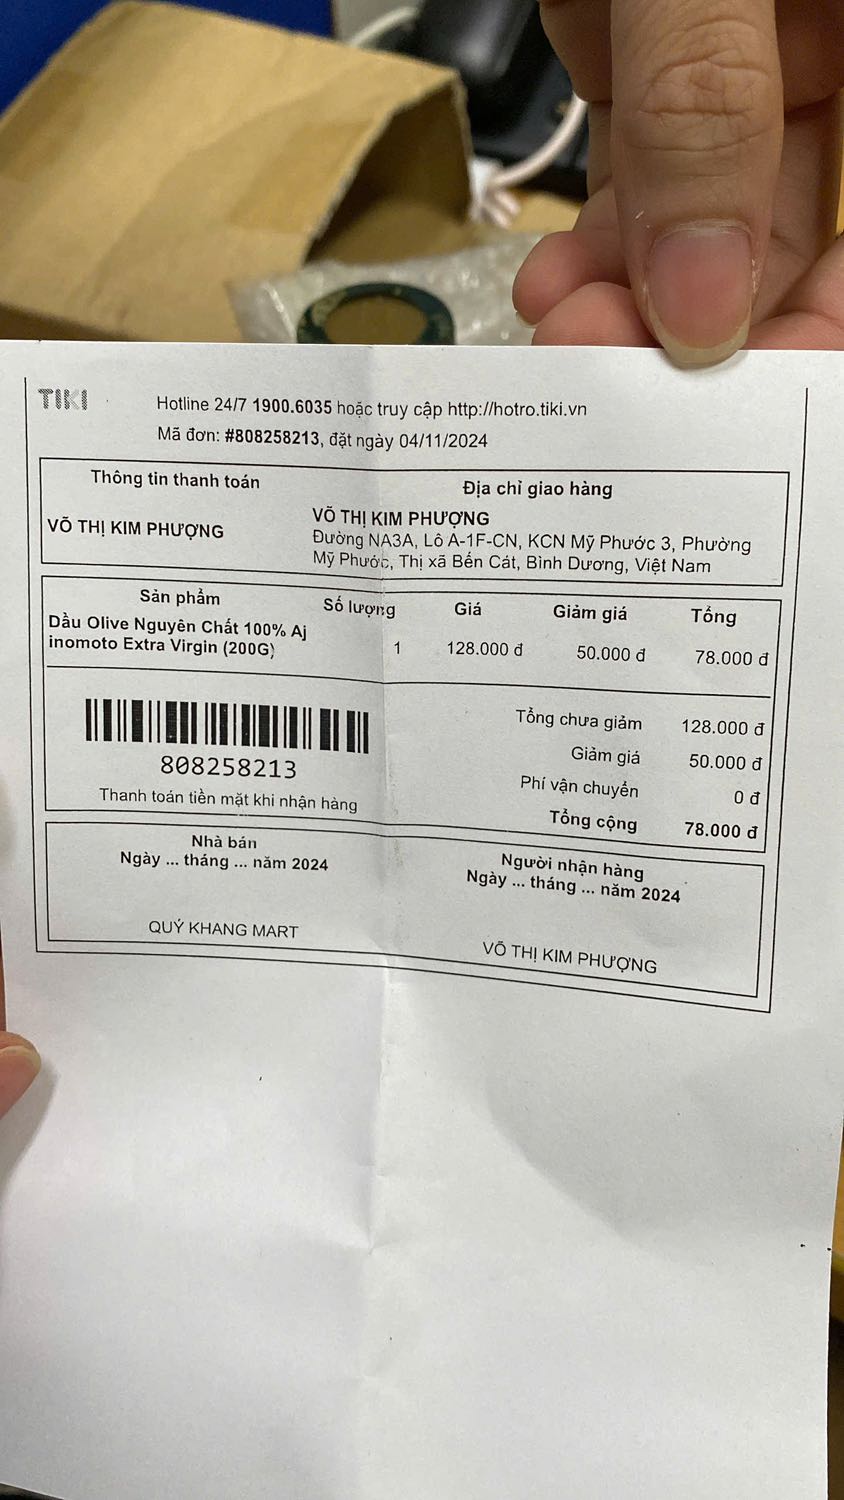 TIKI
Hotline 24/7 1900.6035 hoặc truy cập http://hotro.tiki.vn
Mã đơn: #808258213, đặt ngày 04/11/2024
Thông tin thanh toán
Địa chỉ giao hàng
VÕ THỊ KIM PHƯỢNG
VÕ THỊ KIM PHƯỢNG
Đường NA3A, Lô A-1F-CN, KCN Mỹ Phước 3, Phường
Mỹ Phước, Thị xã Bến Cát, Bình Dương, Việt Nam
Sản phẩm Số lượng Giá Giảm giá Tổng
Dầu Olive Nguyên Chất 100% Aj
inomoto Extra Virgin (200G)
1 128.000 đ 50.000 đ 78.000 đ
Tổng chưa giảm 128.000 đ
Giảm giá 50.000 đ
Phí vận chuyển 0 đ
Tổng cộng 78.000 đ
808258213
Thanh toán tiền mặt khi nhận hàng
Nhà bán
Ngày ... tháng ... năm 2024
QUÝ KHANG MART
Người nhận hàng
Ngày ... tháng ... năm 2024
VÕ THỊ KIM PHƯỢNG